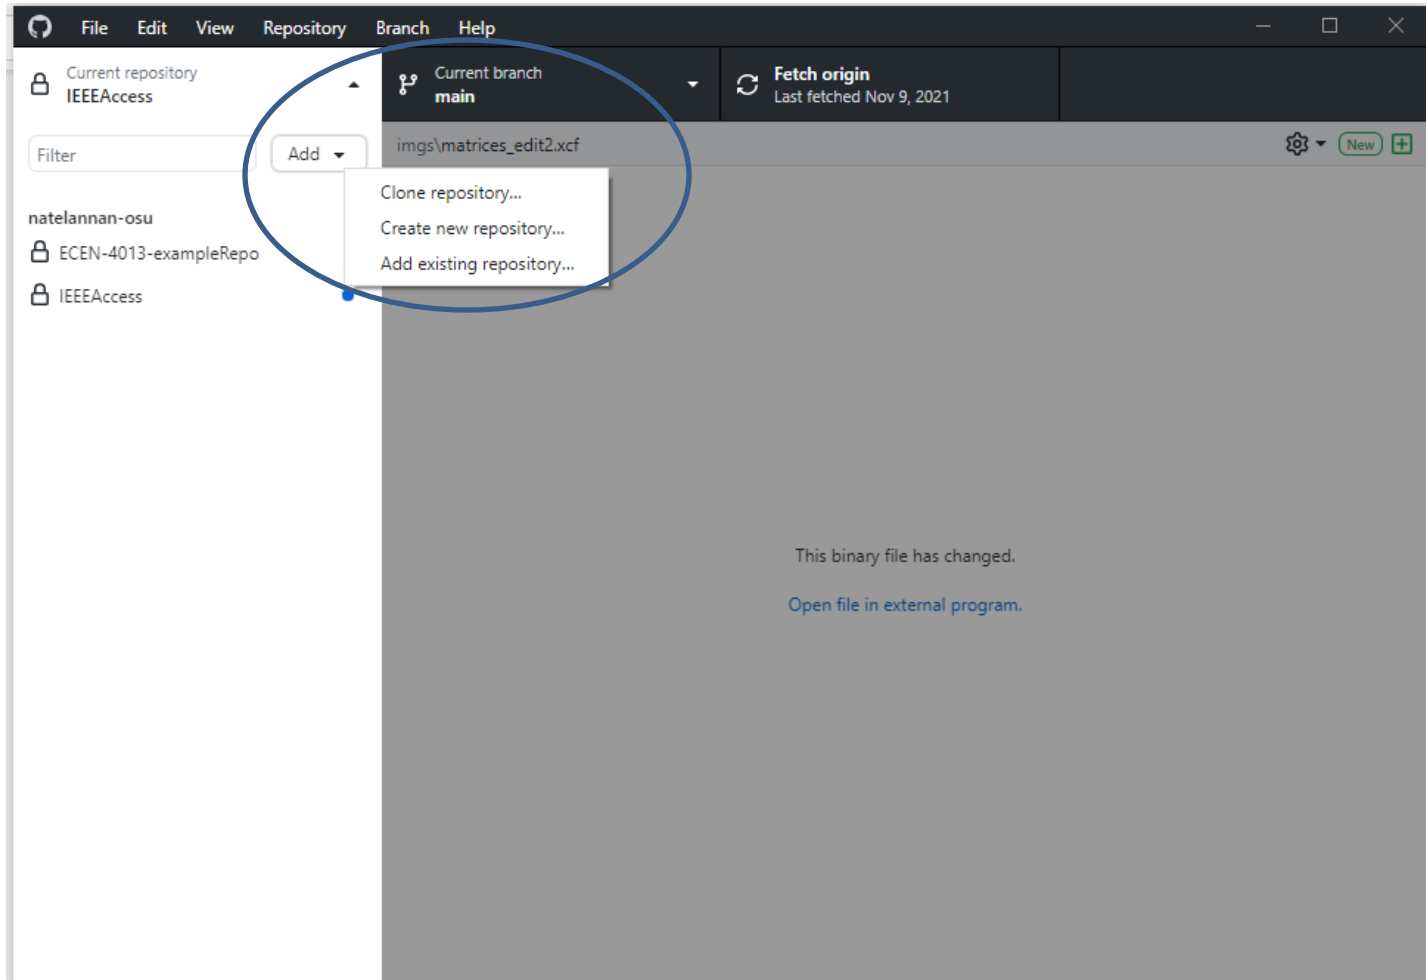 File Edit View Repository Branch Help
Current repository
IEEEAccess
Current branch
main
Fetch origin
Last fetched Nov 9, 2021
Filter
Add
imgs\matrices_edit2.xcf
New
Clone repository...
Create new repository...
Add existing repository...
natelannan-osu
ECEN-4013-exampleRepo
IEEEAccess
This binary file has changed.
Open file in external program.